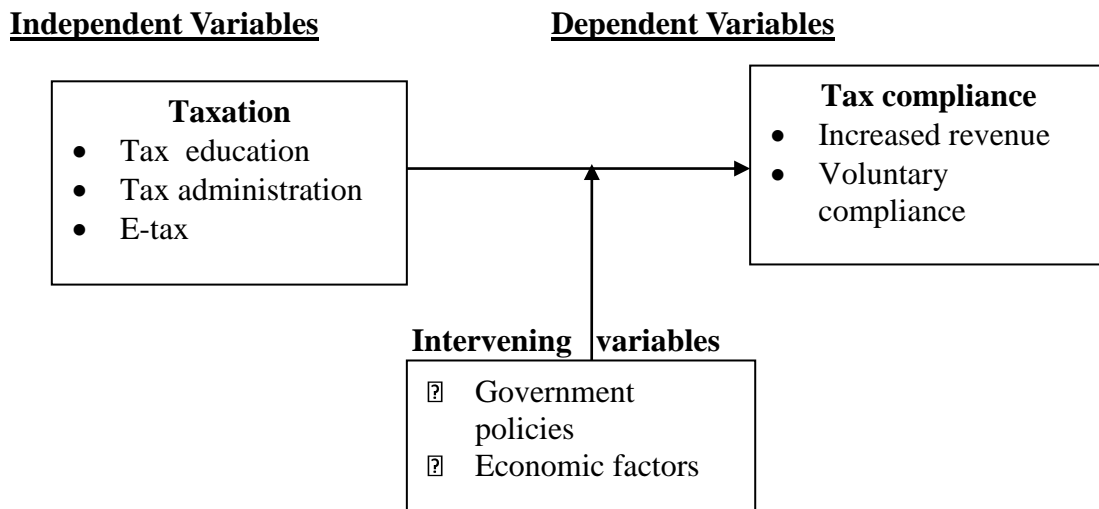 Independent Variables
Dependent Variables
Taxation
• Tax education
• Tax administration
• E-tax
Tax compliance
• Increased revenue
• Voluntary
compliance
Intervening variables
⍰ Government
policies
⍰ Economic factors